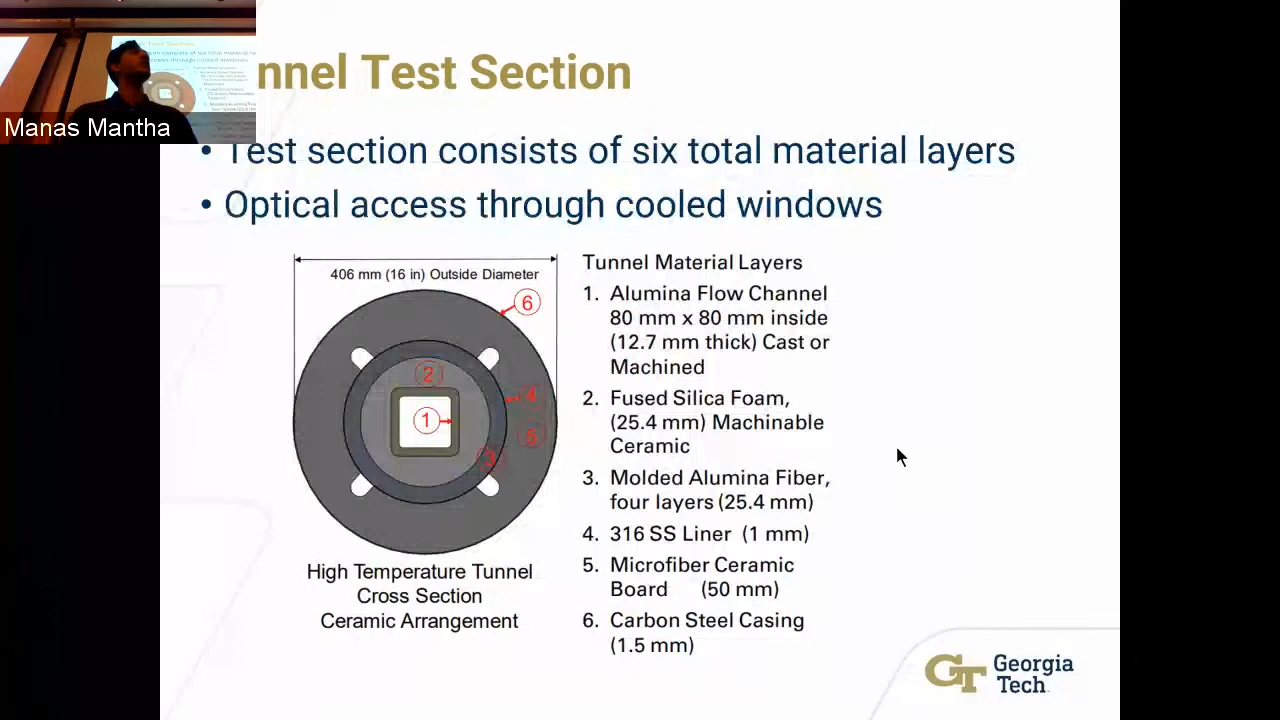 nnel Test Section
Manas Mantha
• Test section consists of six total material layers
• Optical access through cooled windows
406 mm (16 in) Outside Diameter
6
2
4
1
5
3
High Temperature Tunnel
Cross Section
Ceramic Arrangement
Tunnel Material Layers
1. Alumina Flow Channel
80 mm x 80 mm inside
(12.7 mm thick) Cast or
Machined
2. Fused Silica Foam,
(25.4 mm) Machinable
Ceramic
3. Molded Alumina Fiber,
four layers (25.4 mm)
4. 316 SS Liner (1 mm)
5. Microfiber Ceramic
Board (50 mm)
6. Carbon Steel Casing
(1.5 mm)
GT Georgia
Tech